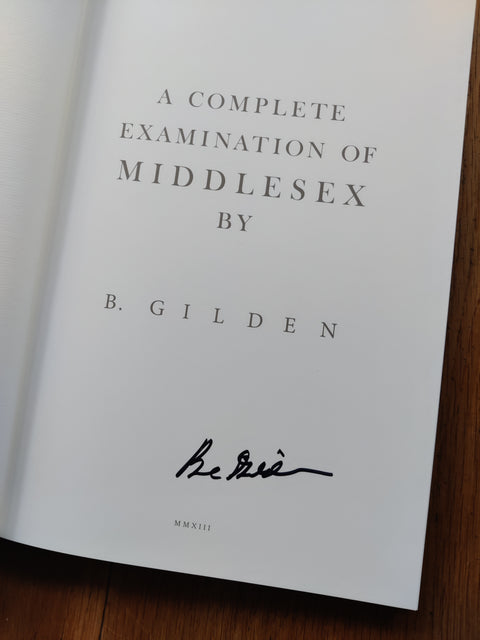 A COMPLETE
EXAMINATION OF
MIDDLESEX
BY
B. GILDEN
MMXIII